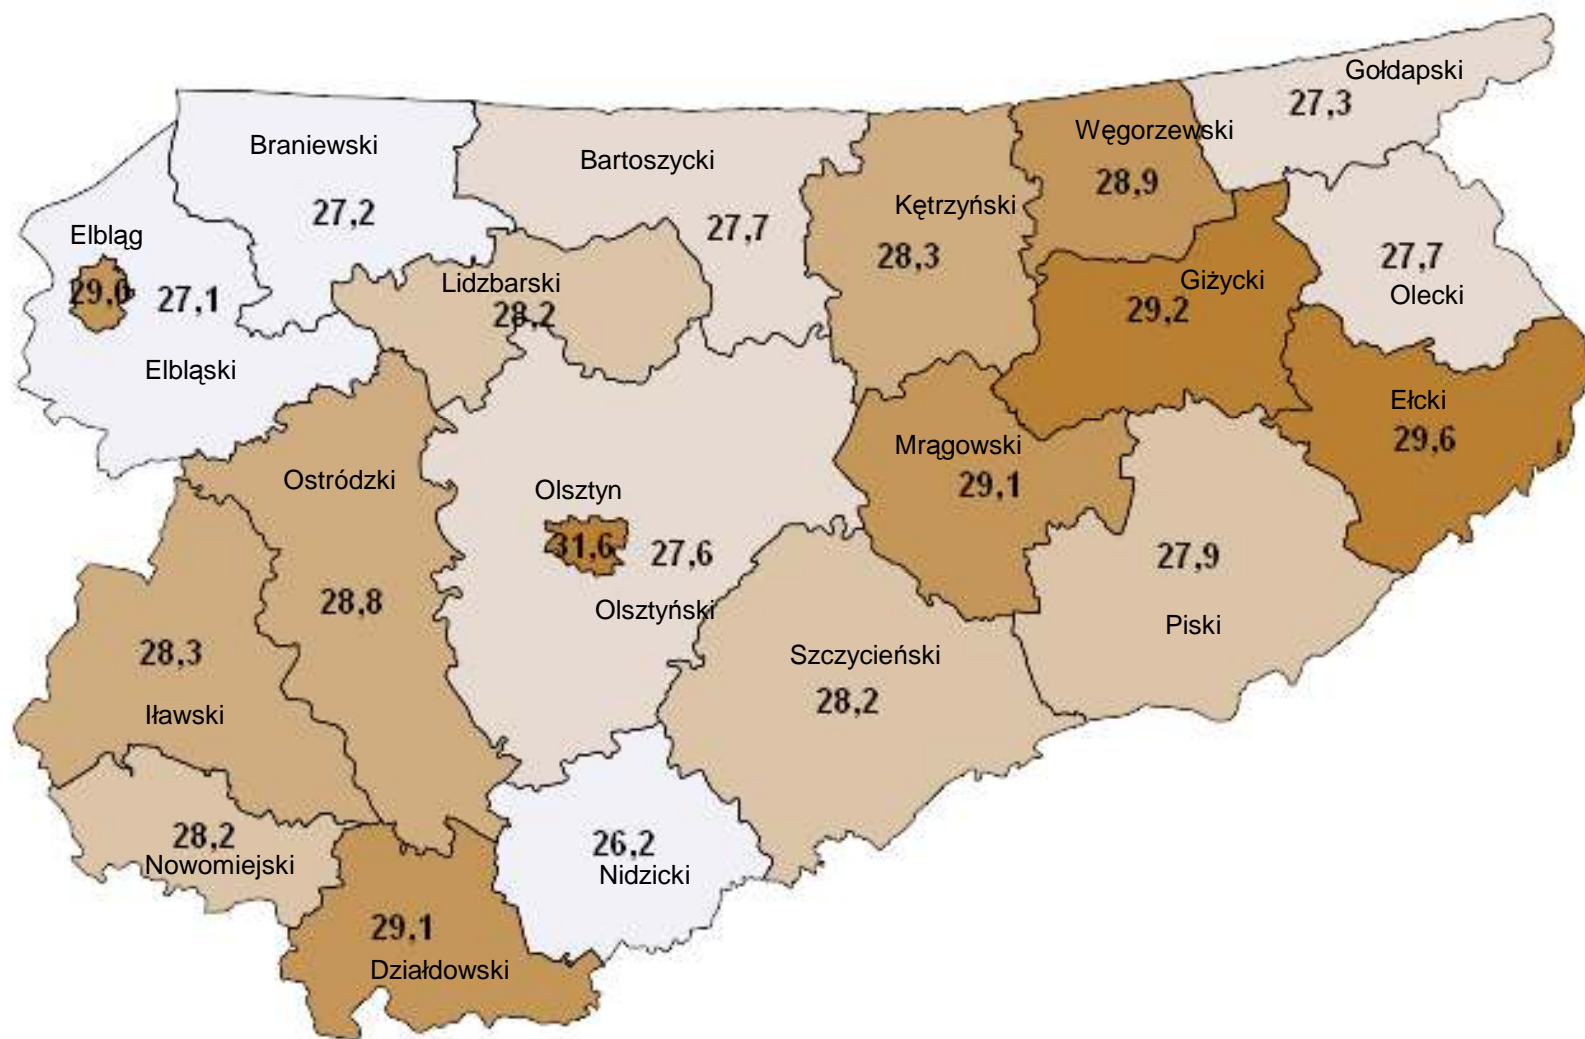 Gołdapski
27,3
Węgorzewski
28,9
Braniewski
27,2
Bartoszycki
27,7
Kętrzyński
28,3
Elbląg
29,0
27,1
Elbląski
Lidzbarski
28,2
Giżycki
29,2
27,7
Olecki
Ełcki
29,6
Mrągowski
29,1
Ostródzki
28,8
Olsztyn
31,6
27,6
Olsztyński
27,9
Piski
Szczycieński
28,2
28,3
Iławski
28,2
Nowomiejski
26,2
Nidzicki
29,1
Działdowski